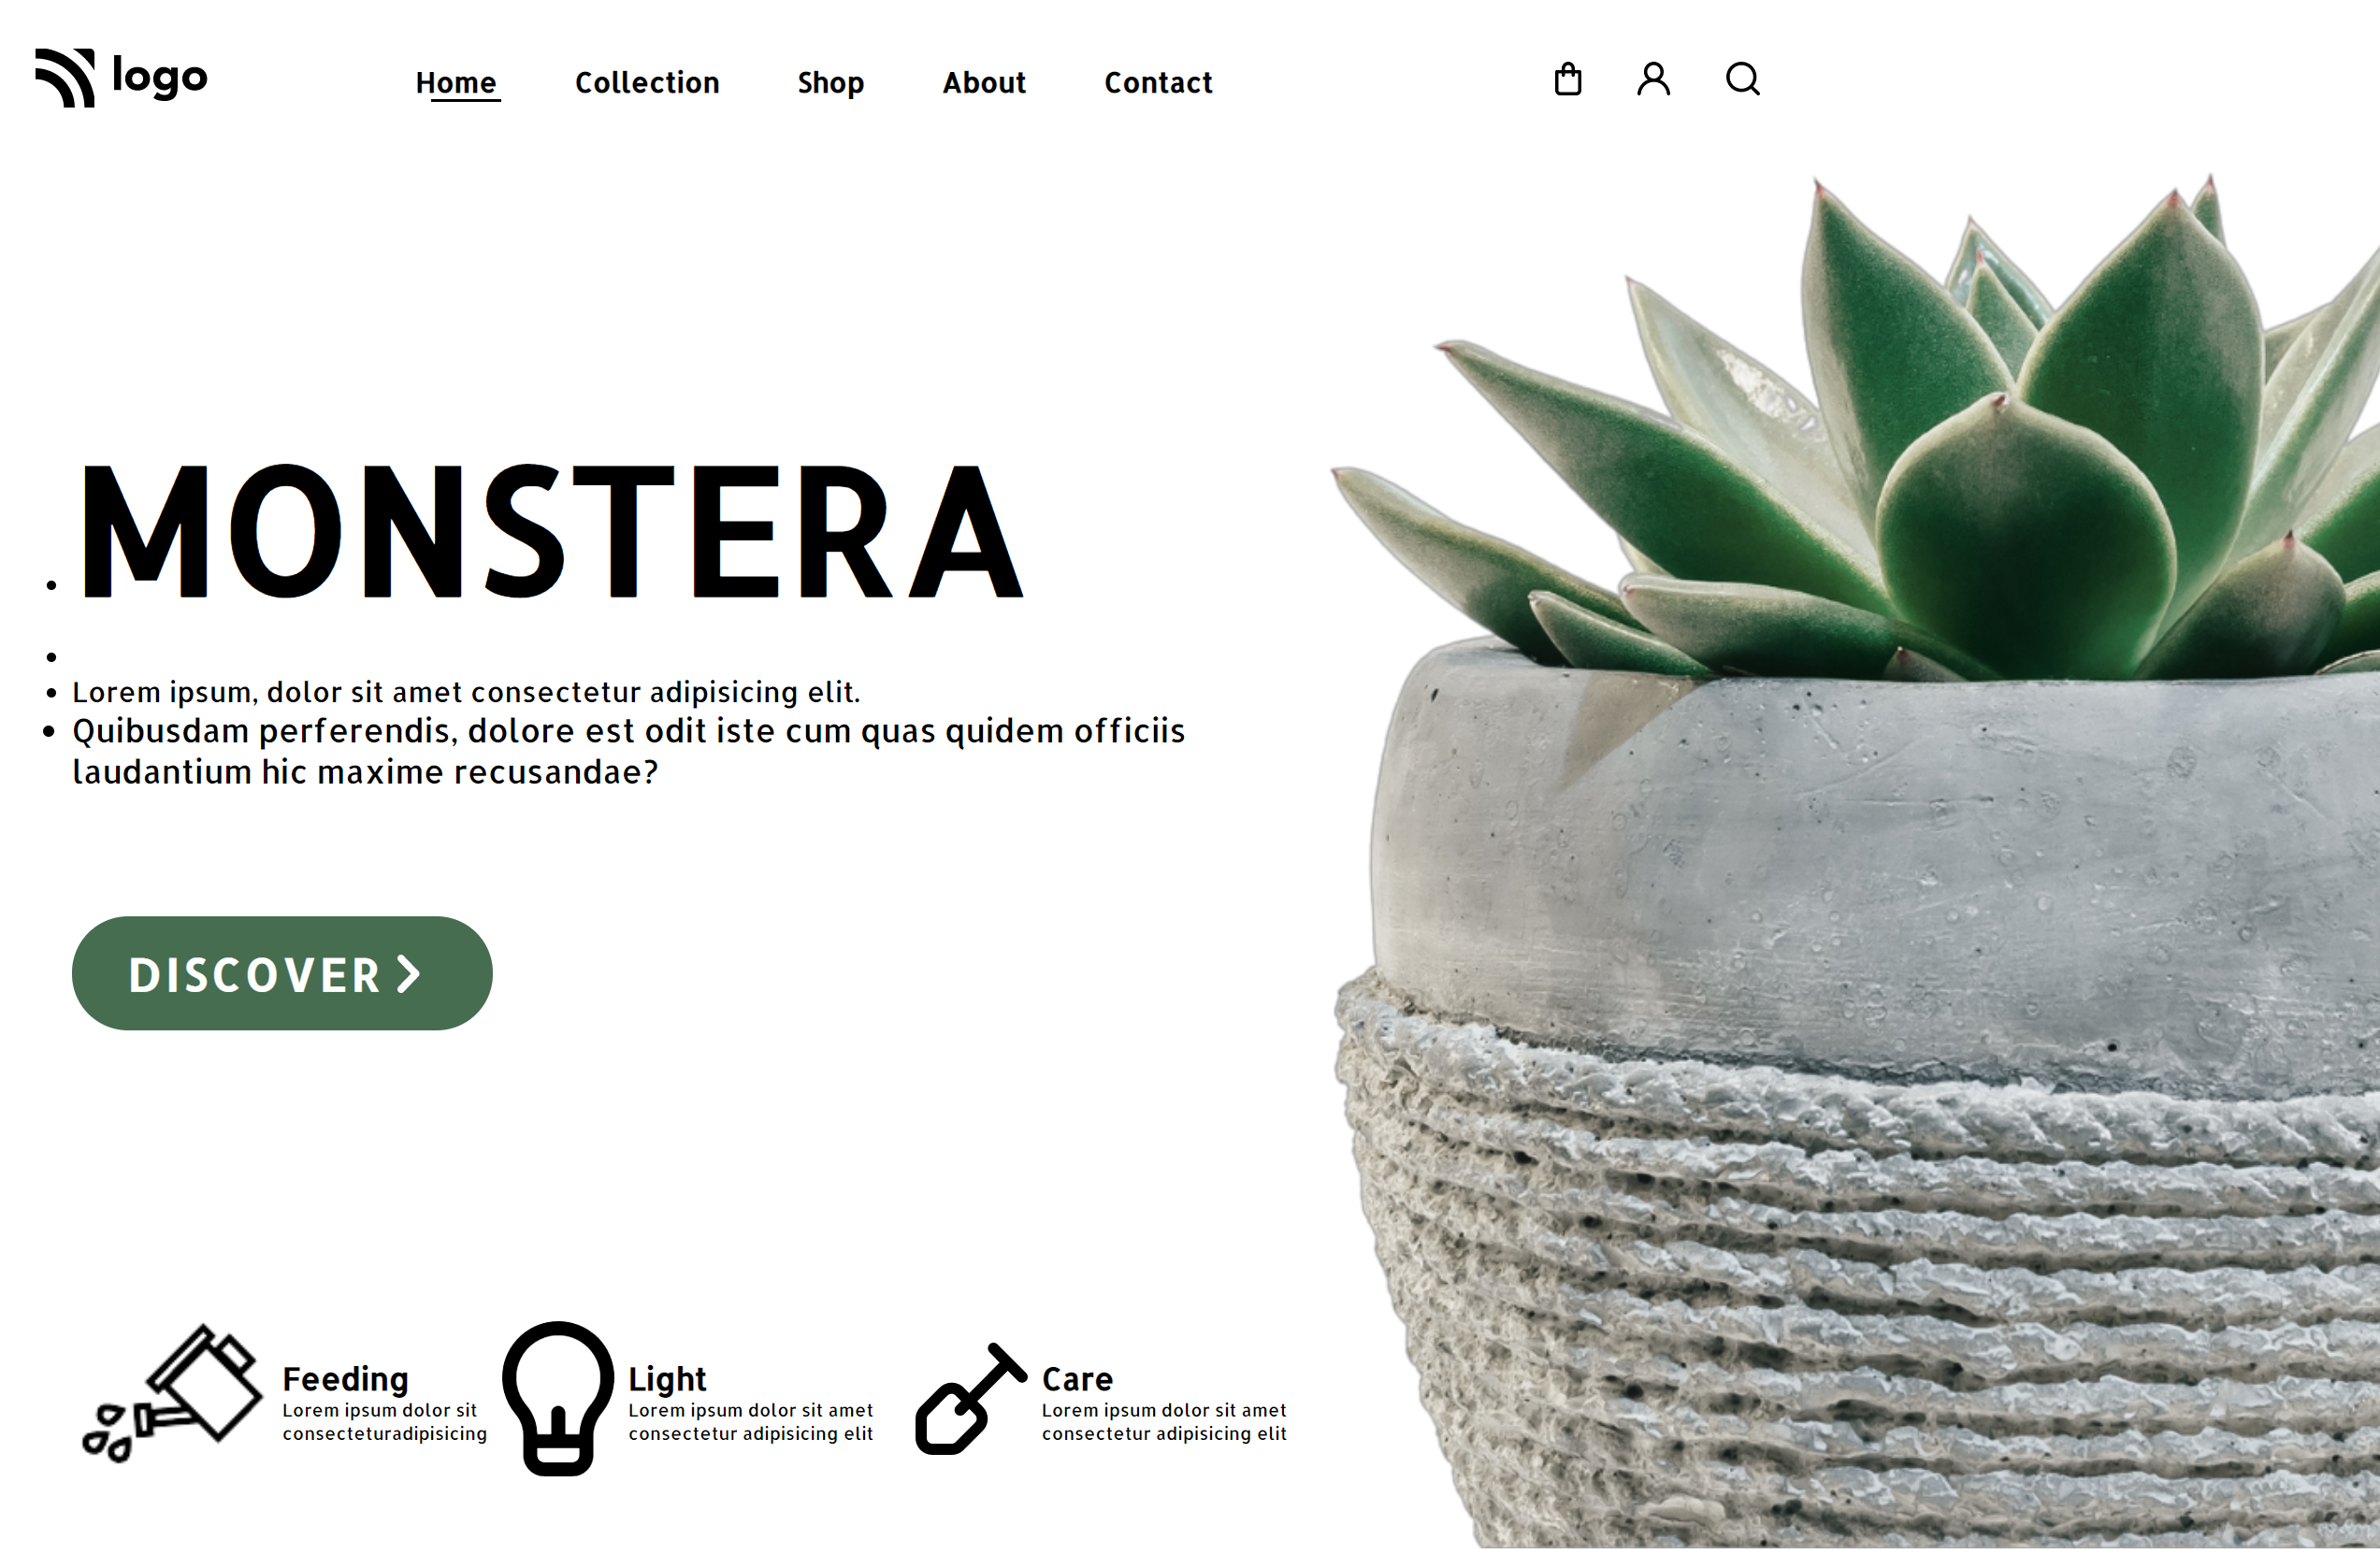 logo
Home Collection Shop About Contact
MONSTERA
Lorem ipsum, dolor sit amet consectetur adipisicing elit.
Quibusdam perferendis, dolore est odit iste cum quas quidem officiis
laudantium hic maxime recusandae?
DISCOVER
Feeding
Lorem ipsum dolor sit
consecteturadipisicing
Light
Lorem ipsum dolor sit amet
consectetur adipisicing elit
Care
Lorem ipsum dolor sit amet
consectetur adipisicing elit